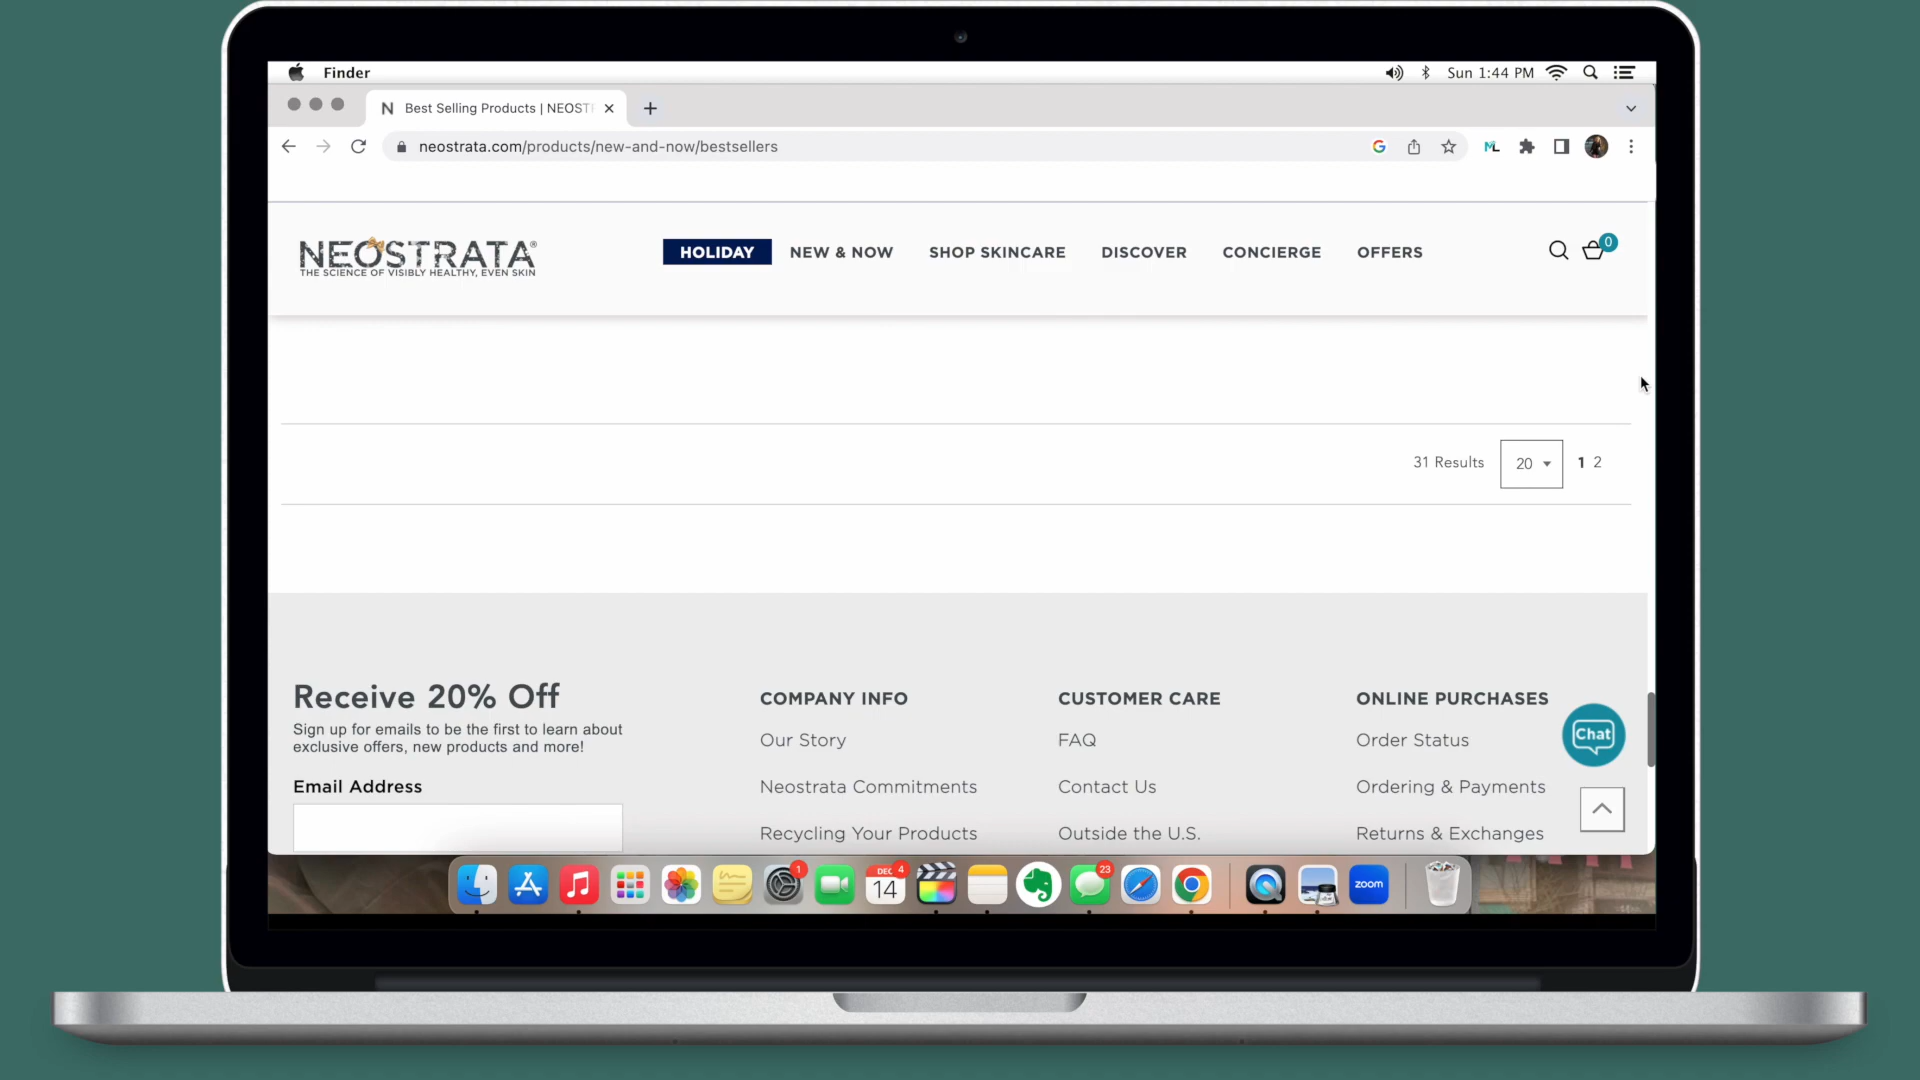 Finder
Sun 1:44 PM
N Best Selling Products | NEOST
neostrata.com/products/new-and-now/bestsellers
NEOSTRATA®
THE SCIENCE OF VISIBLY HEALTHY, EVEN SKIN
HOLIDAY NEW & NOW SHOP SKINCARE DISCOVER CONCIERGE OFFERS
0
31 Results 20 1 2
Receive 20% Off
Sign up for emails to be the first to learn about
exclusive offers, new products and more!
Email Address
COMPANY INFO
Our Story
Neostrata Commitments
Recycling Your Products
CUSTOMER CARE
FAQ
Contact Us
Outside the U.S.
ONLINE PURCHASES
Order Status
Ordering & Payments
Returns & Exchanges
Chat
1
DEC 4
14
23
zoom